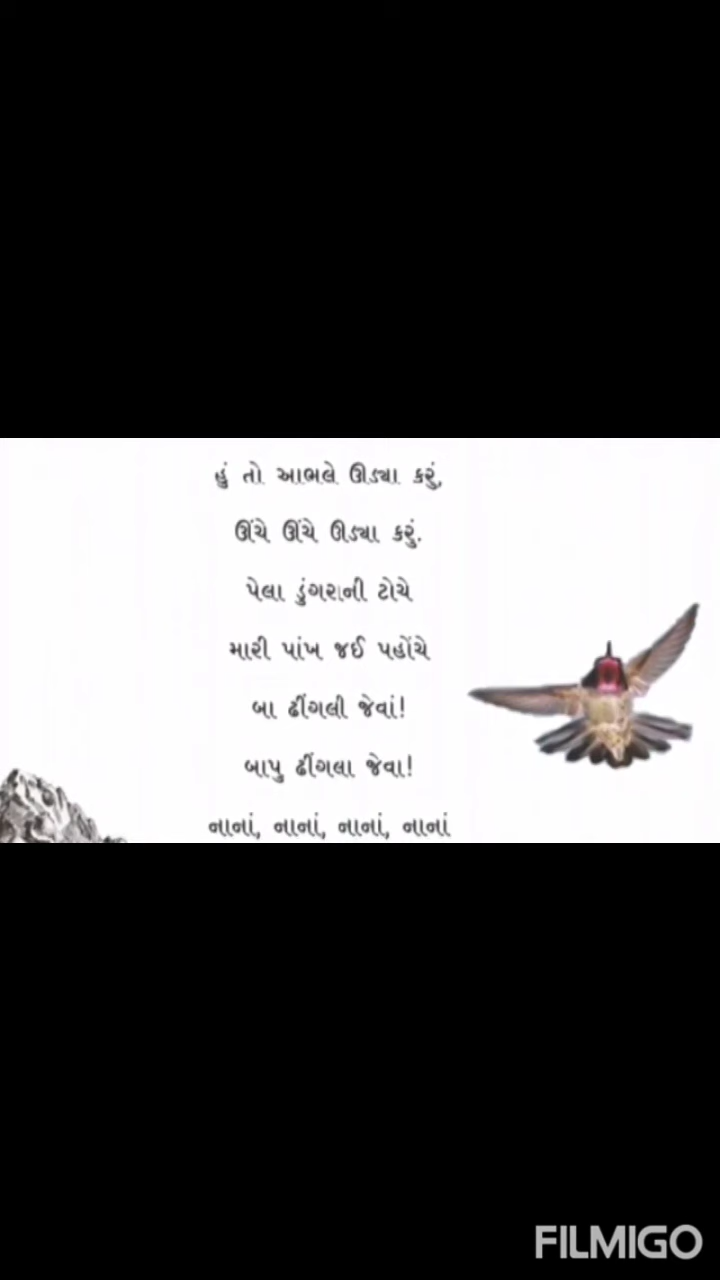 હું તો આભલે ઊડ્યા કરું,
ઊંચે ઊંચે ઊડ્યા કરું.
પેલા ડુંગરાની ટોચે
મારી પાંખ જઈ પહોંચે
બા ઢીંગલી જેવાં!
બાપુ ઢીંગલા જેવા!
નાનાં, નાનાં, નાનાં, નાનાં
FILMIGO